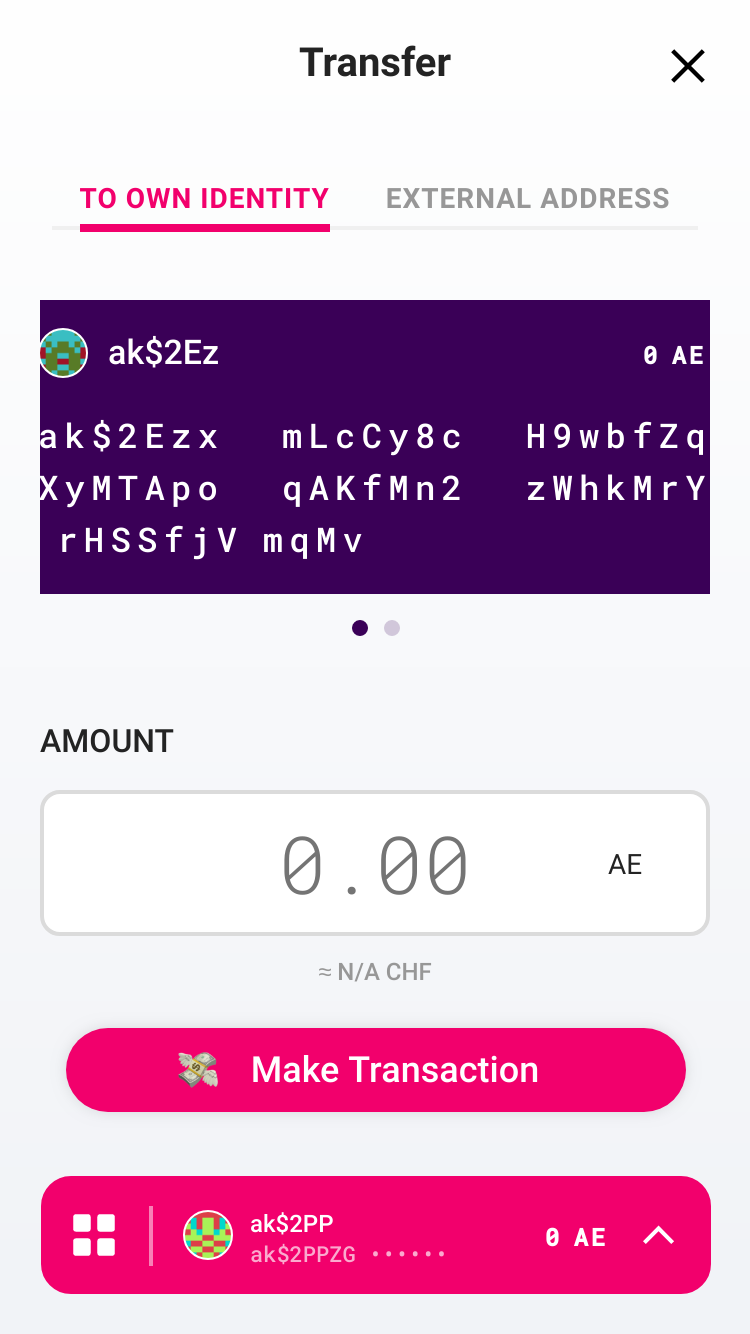 Transfer
TO OWN IDENTITY EXTERNAL ADDRESS
ak$2Ez 0 AE
ak$2Ezx mLcCy8c H9wbfZq
XyMTApo qAKfMn2 zWhkMrY
rHSSfjV mqMv
AMOUNT
0.00 AE
≈ N/A CHF
Make Transaction
ak$2PP 0 AE
ak$2PPZG ······